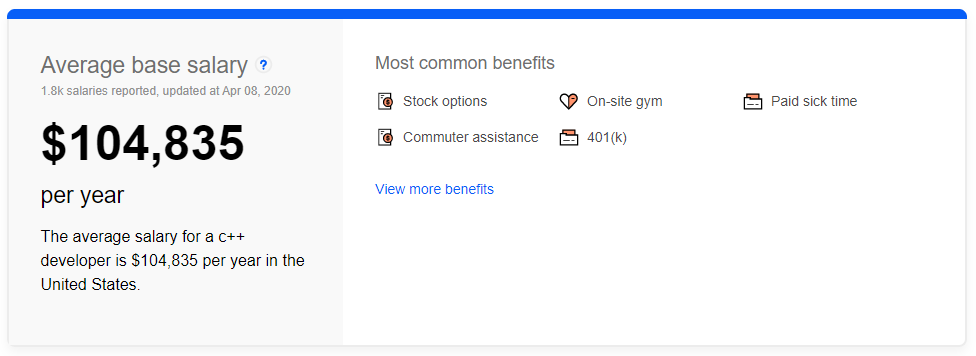 Average base salary ?
1.8k salaries reported, updated at Apr 08, 2020
$104,835
per year
The average salary for a c++
developer is $104,835 per year in the
United States.
Most common benefits
Stock options
On-site gym
Paid sick time
Commuter assistance
401(k)
View more benefits